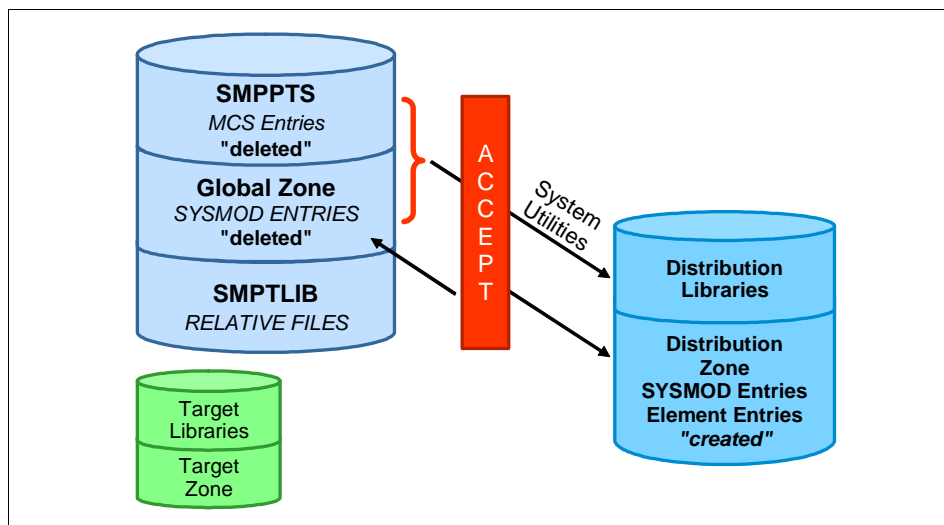 SMPPTS
MCS Entries
"deleted"
Global Zone
SYSMOD ENTRIES
"deleted"
SMPTLIB
RELATIVE FILES
ACCEPT
System
Utilities
Distribution
Libraries
Distribution
Zone
SYSMOD Entries
Element Entries
"created"
Target
Libraries
Target
Zone